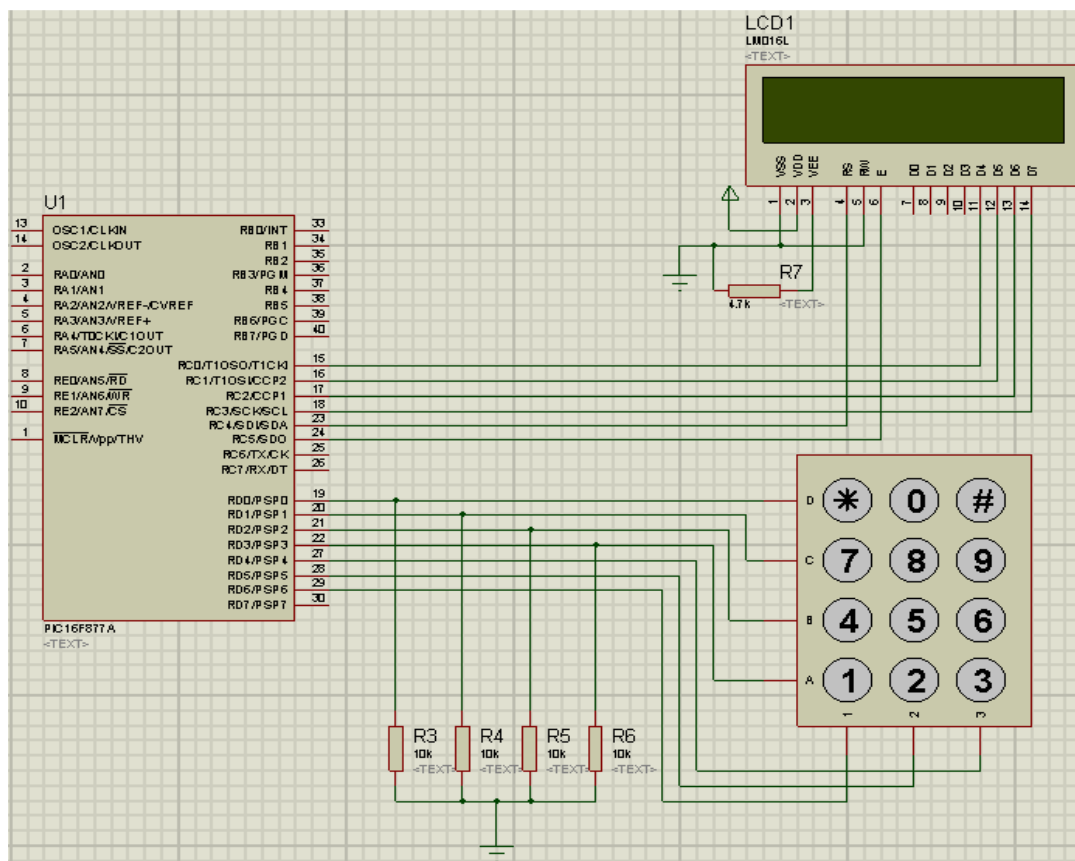 LCD1
LM016L
<TEXT>
VSS VDD VEE RS RW E D0 D1 D2 D3 D4 D5 D6 D7
1 2 3 4 5 6 7 8 9 10 11 12 13 14
R7
4.7k
<TEXT>
U1
13 OSC1/CLKIN RB0/INT 33
14 OSC2/CLKOUT RB1 34
RB2 35
2 RA0/AN0 RB3/PGM 36
3 RA1/AN1 RB4 37
4 RA2/AN2/VREF-/CVREF RB5 38
5 RA3/AN3/VREF+ RB6/PGC 39
6 RA4/T0CKI/C1OUT RB7/PGD 40
7 RA5/AN4/SS/C2OUT
RC0/T1OSO/T1CKI 15
8 RE0/AN5/RD RC1/T1OSI/CCP2 16
9 RE1/AN6/WR RC2/CCP1 17
10 RE2/AN7/CS RC3/SCK/SCL 18
RC4/SDI/SDA 23
1 MCLR/Vpp/THV RC5/SDO 24
RC6/TX/CK 25
RC7/RX/DT 26
RD0/PSP0 19
RD1/PSP1 20
RD2/PSP2 21
RD3/PSP3 22
RD4/PSP4 27
RD5/PSP5 28
RD6/PSP6 29
RD7/PSP7 30
PIC16F877A
<TEXT>
D * 0 #
C 7 8 9
B 4 5 6
A 1 2 3
1 2 3
R3 R4 R5 R6
10k 10k 10k 10k
<TEXT> <TEXT> <TEXT> <TEXT>